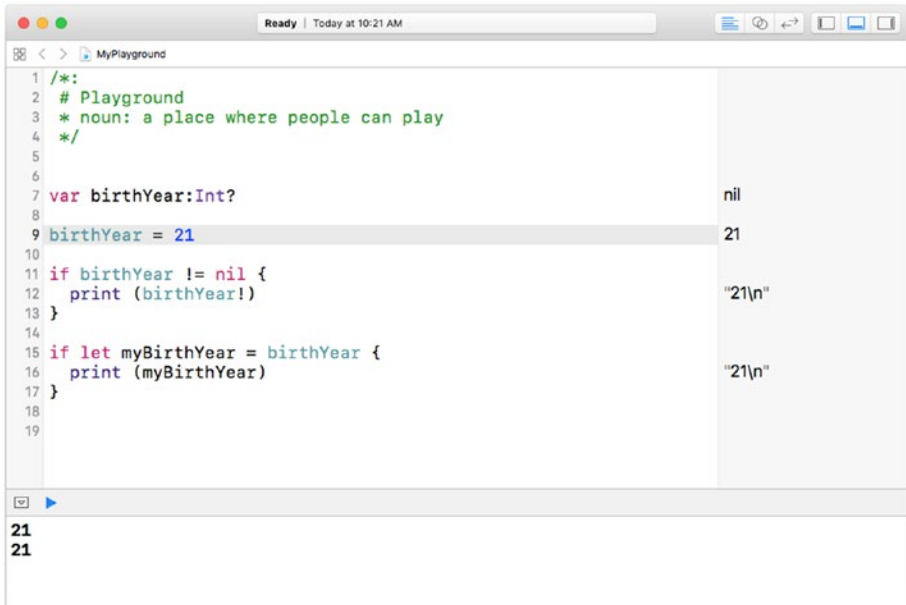 Ready | Today at 10:21 AM
MyPlayground
1 /*:
2 # Playground
3 * noun: a place where people can play
4 */
5
6
7 var birthYear:Int? nil
8
9 birthYear = 21 21
10
11 if birthYear != nil {
12 print (birthYear!) "21\n"
13 }
14
15 if let myBirthYear = birthYear {
16 print (myBirthYear) "21\n"
17 }
18
19
21
21